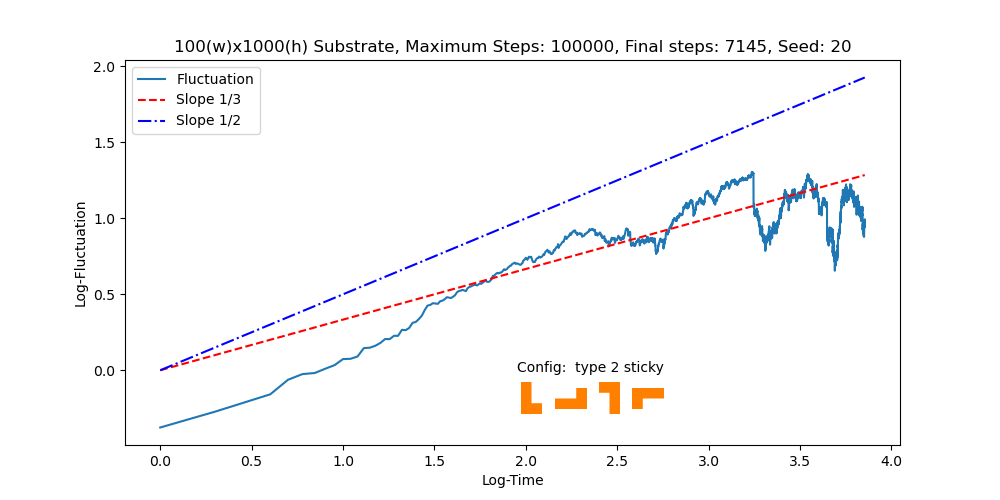 100(w)x1000(h) Substrate, Maximum Steps: 100000, Final steps: 7145, Seed: 20
Fluctuation
Slope 1/3
Slope 1/2
Log-Fluctuation
2.0
1.5
1.0
0.5
0.0
Config:  type 2 sticky
0.0 0.5 1.0 1.5 2.0 2.5 3.0 3.5 4.0
Log-Time